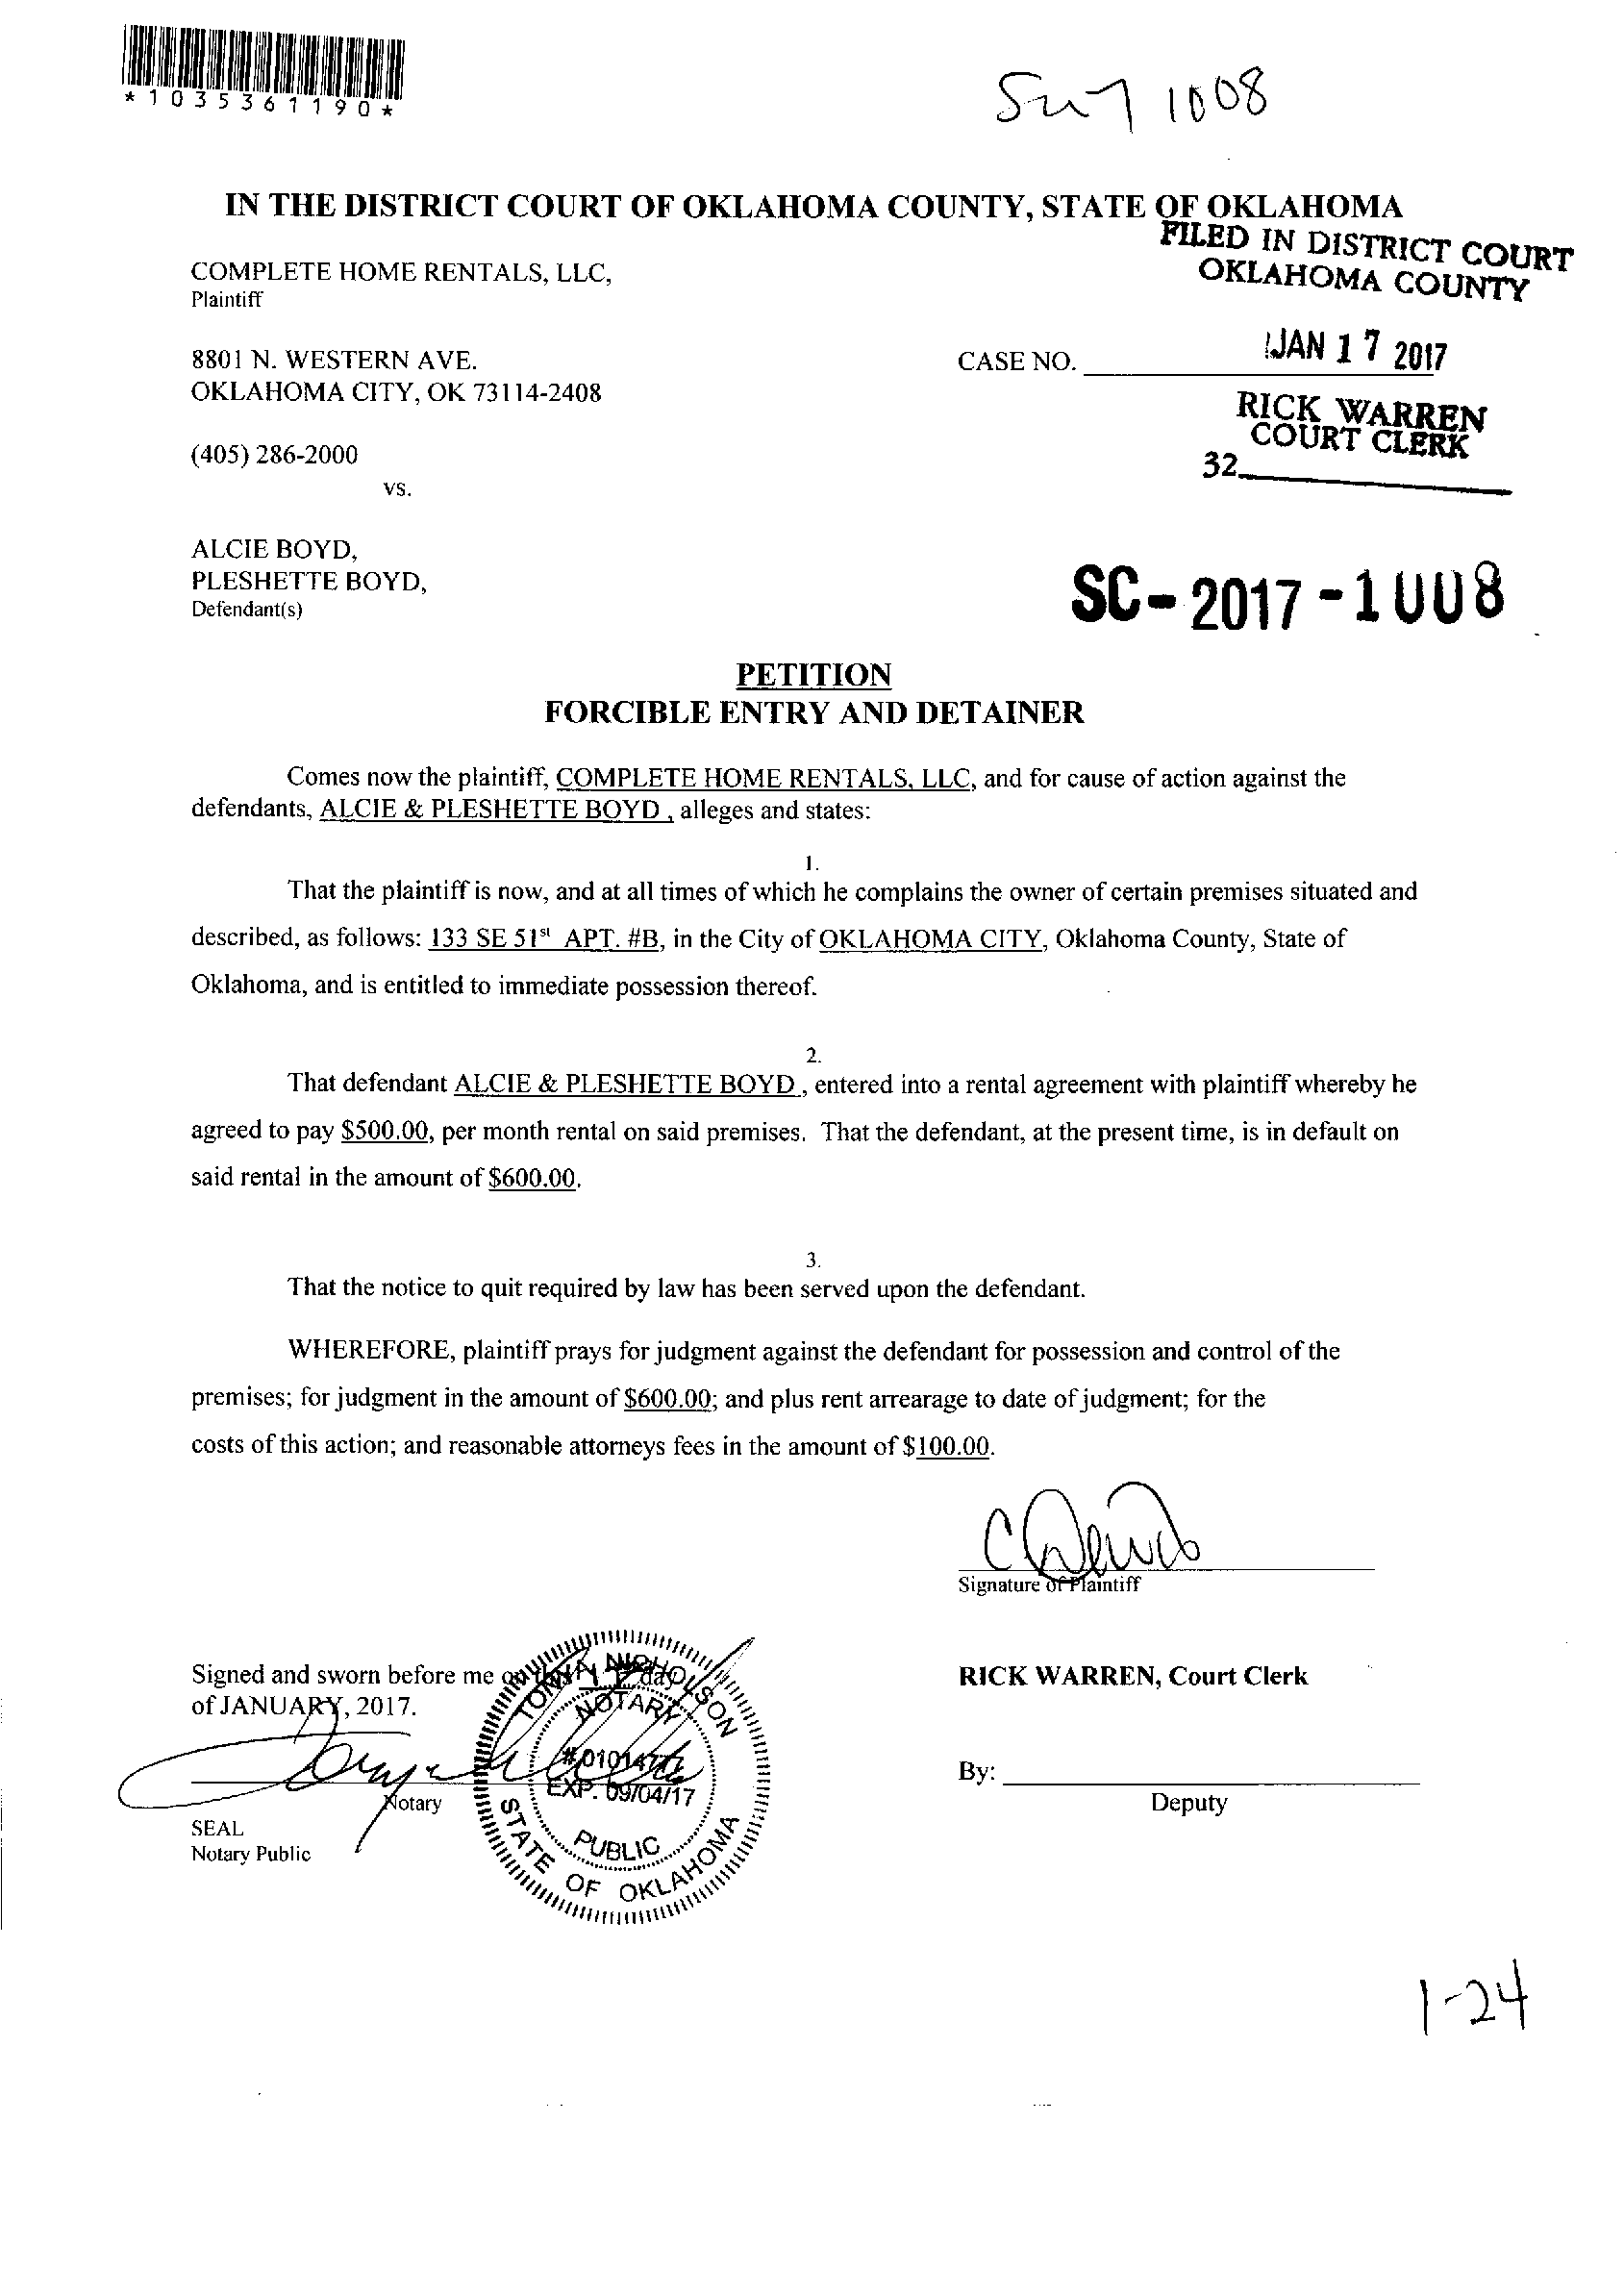 *1035361190*
1008
IN THE DISTRICT COURT OF OKLAHOMA COUNTY, STATE OF OKLAHOMA
FILED IN DISTRICT COURT
OKLAHOMA COUNTY
COMPLETE HOME RENTALS, LLC,
Plaintiff
8801 N. WESTERN AVE.
OKLAHOMA CITY, OK 73114-2408
CASE NO.
JAN 17 2017
RICK WARREN
COURT CLERK
32
(405) 286-2000
vs.
ALCIE BOYD,
PLESHETTE BOYD,
Defendant(s)
SC-2017-1008
PETITION
FORCIBLE ENTRY AND DETAINER
Comes now the plaintiff, COMPLETE HOME RENTALS, LLC, and for cause of action against the
defendants, ALCIE & PLESHETTE BOYD , alleges and states:
1.
That the plaintiff is now, and at all times of which he complains the owner of certain premises situated and
described, as follows: 133 SE 51st APT. #B, in the City of OKLAHOMA CITY, Oklahoma County, State of
Oklahoma, and is entitled to immediate possession thereof.
2.
That defendant ALCIE & PLESHETTE BOYD , entered into a rental agreement with plaintiff whereby he
agreed to pay $500.00, per month rental on said premises. That the defendant, at the present time, is in default on
said rental in the amount of $600.00.
3.
That the notice to quit required by law has been served upon the defendant.
WHEREFORE, plaintiff prays for judgment against the defendant for possession and control of the
premises; for judgment in the amount of $600.00; and plus rent arrearage to date of judgment; for the
costs of this action; and reasonable attorneys fees in the amount of $100.00.
Signature of Plaintiff
Signed and sworn before me on this 17 day
of JANUARY, 2017.
Notary
SEAL
Notary Public
TONYA NICHOLSON
NOTARY
EXP. 09/04/17
PUBLIC
STATE OF OKLAHOMA
RICK WARREN, Court Clerk
By:
Deputy
1-24